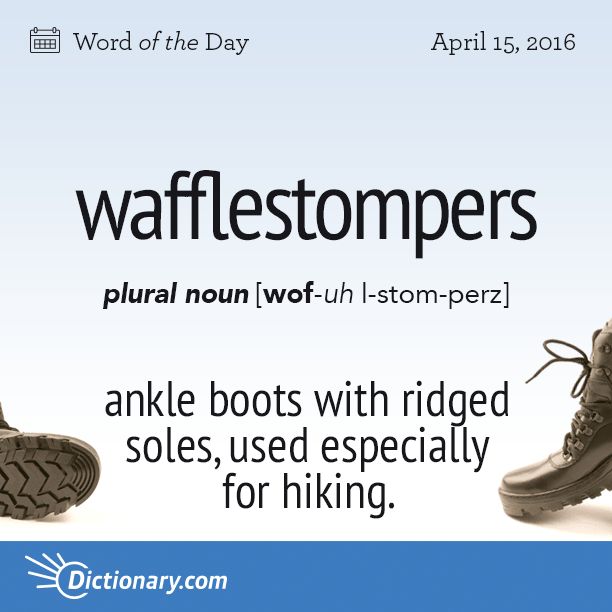 Word of the Day
April 15, 2016
wafflestompers
plural noun [wof-uh l-stom-perz]
ankle boots with ridged
soles, used especially
for hiking.
Dictionary.com